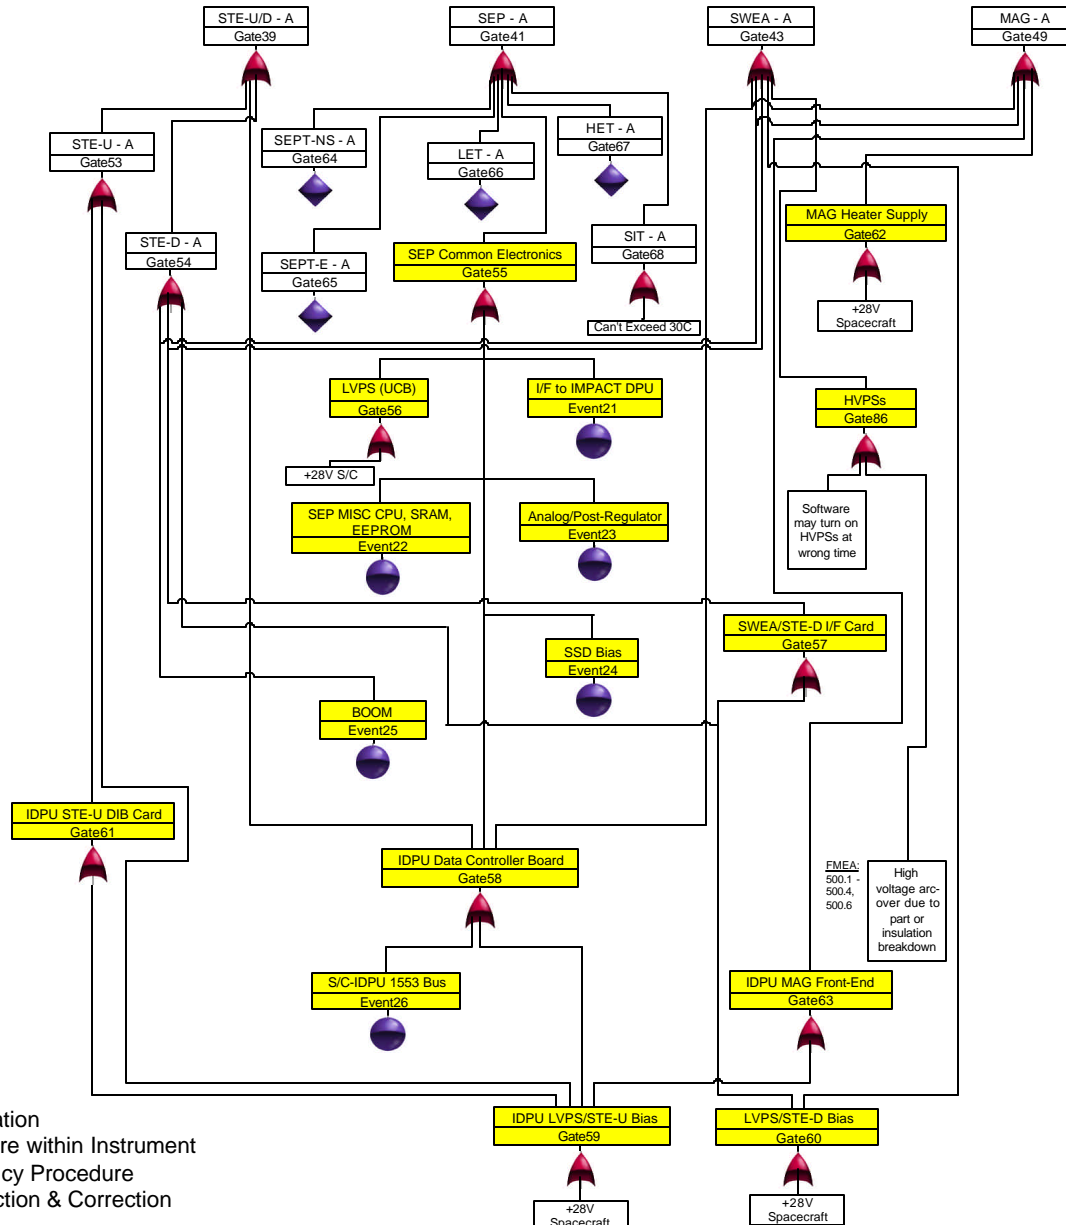 STE-U/D - A
Gate39
SEP - A
Gate41
SWEA - A
Gate43
MAG - A
Gate49
STE-U - A
Gate53
SEPT-NS - A
Gate64
LET - A
Gate66
HET - A
Gate67
STE-D - A
Gate54
SEPT-E - A
Gate65
SEP Common Electronics
Gate55
SIT - A
Gate68
Can't Exceed 30C
MAG Heater Supply
Gate62
+28V
Spacecraft
LVPS (UCB)
Gate56
+28V S/C
I/F to IMPACT DPU
Event21
HVPSs
Gate86
SEP MISC CPU, SRAM,
EEPROM
Event22
Analog/Post-Regulator
Event23
Software
may turn on
HVPSs at
wrong time
SWEA/STE-D I/F Card
Gate57
SSD Bias
Event24
BOOM
Event25
IDPU STE-U DIB Card
Gate61
IDPU Data Controller Board
Gate58
FMEA:
500.1 -
500.4,
500.6
High
voltage arc-
over due to
part or
insulation
breakdown
S/C-IDPU 1553 Bus
Event26
IDPU MAG Front-End
Gate63
IDPU LVPS/STE-U Bias
Gate59
LVPS/STE-D Bias
Gate60
+28V
Spacecraft
+28V
Spacecraft
ation
re within Instrument
cy Procedure
ction & Correction